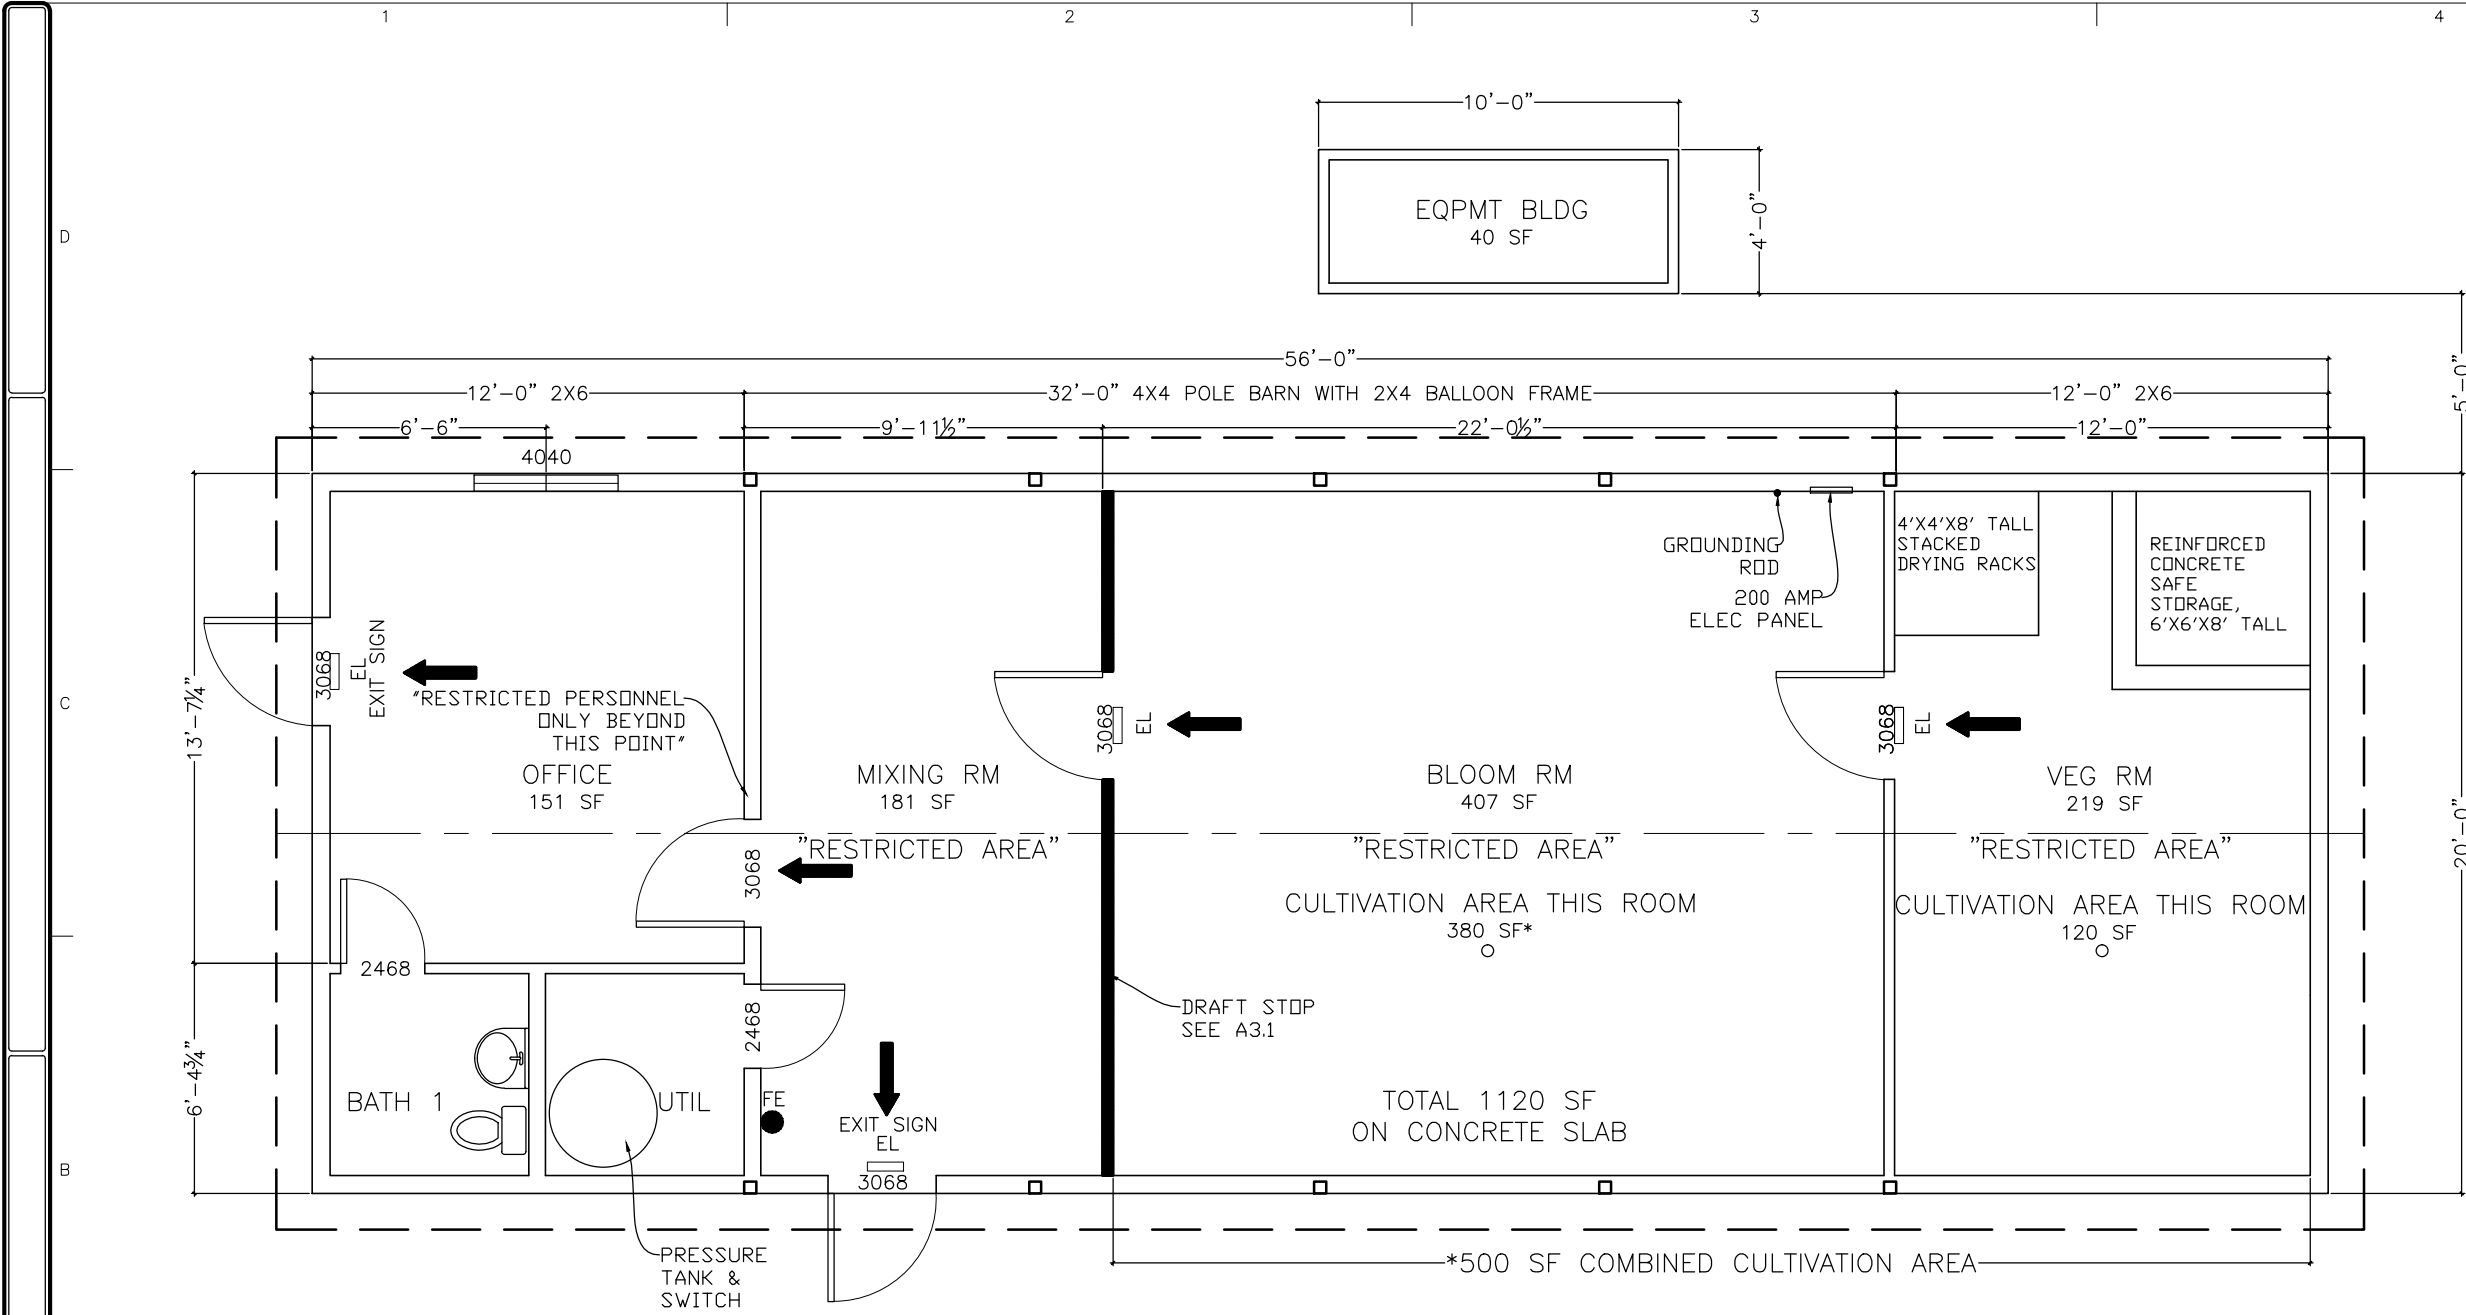 1
2
3
4
D
C
B
10'-0"
EQPMT BLDG
40 SF
4'-0"
56'-0"
12'-0" 2X6
32'-0" 4X4 POLE BARN WITH 2X4 BALLOON FRAME
12'-0" 2X6
5'-0"
6'-6"
9'-11½"
22'-0½"
12'-0"
4040
GROUNDING
ROD
200 AMP
ELEC PANEL
4'X4'X8' TALL
STACKED
DRYING RACKS
REINFORCED
CONCRETE
SAFE
STORAGE,
6'X6'X8' TALL
3068
EL
EXIT SIGN
"RESTRICTED PERSONNEL
ONLY BEYOND
THIS POINT"
13'-7¼"
3068
EL
3068
EL
OFFICE
151 SF
MIXING RM
181 SF
BLOOM RM
407 SF
VEG RM
219 SF
"RESTRICTED AREA"
"RESTRICTED AREA"
"RESTRICTED AREA"
20'-0"
3068
CULTIVATION AREA THIS ROOM
380 SF*
CULTIVATION AREA THIS ROOM
120 SF
2468
2468
DRAFT STOP
SEE A3.1
6'-4¾"
BATH 1
UTIL
FE
EXIT SIGN
EL
3068
TOTAL 1120 SF
ON CONCRETE SLAB
PRESSURE
TANK &
SWITCH
*500 SF COMBINED CULTIVATION AREA